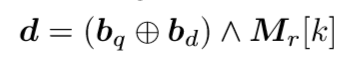 d = (b_q ⊕ b_d) ∧ M_r[k]